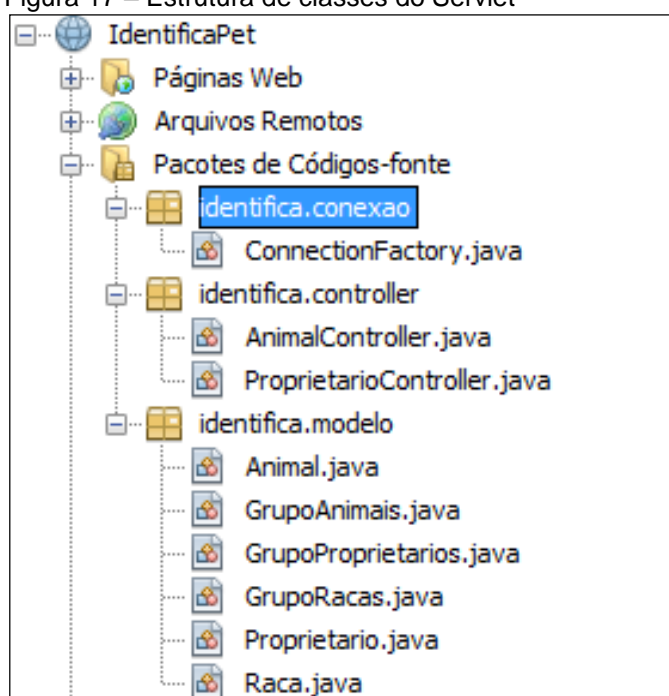 Figura 17 – Estrutura de classes do Servlet
IdentificaPet
Páginas Web
Arquivos Remotos
Pacotes de Códigos-fonte
identifica.conexao
ConnectionFactory.java
identifica.controller
AnimalController.java
ProprietarioController.java
identifica.modelo
Animal.java
GrupoAnimais.java
GrupoProprietarios.java
GrupoRacas.java
Proprietario.java
Raca.java